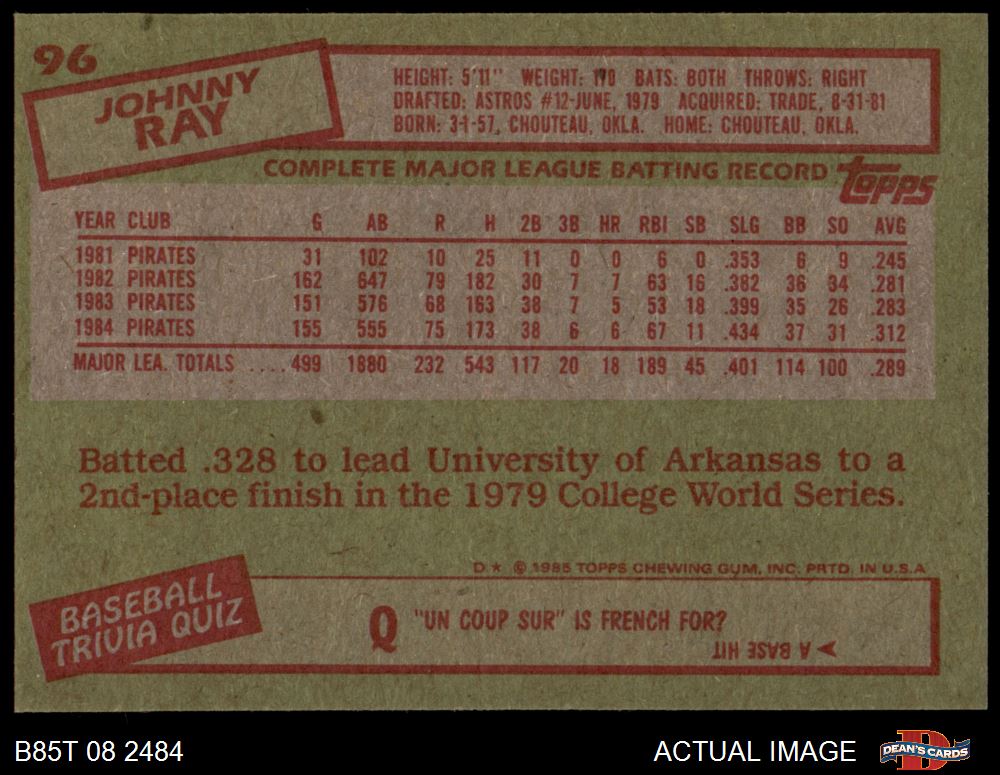 96
JOHNNY
RAY
HEIGHT: 5'11" WEIGHT: 170 BATS: BOTH THROWS: RIGHT
DRAFTED: ASTROS #12-JUNE, 1979 ACQUIRED: TRADE, 8-31-81
BORN: 3-1-57, CHOUTEAU, OKLA. HOME: CHOUTEAU, OKLA.
COMPLETE MAJOR LEAGUE BATTING RECORD topps
YEAR CLUB G AB R H 2B 3B HR RBI SB SLG BB SO AVG
1981 PIRATES 31 102 10 25 11 0 0 6 0 .353 6 9 .245
1982 PIRATES 162 647 79 182 30 7 7 63 16 .382 36 34 .281
1983 PIRATES 151 576 68 163 38 7 5 53 18 .399 35 26 .283
1984 PIRATES 155 555 75 173 38 6 6 67 11 .434 37 31 .312
MAJOR LEA. TOTALS .... 499 1880 232 543 117 20 18 189 45 .401 114 100 .289
Batted .328 to lead University of Arkansas to a
2nd-place finish in the 1979 College World Series.
D★ © 1985 TOPPS CHEWING GUM, INC. PRTD. IN U.S.A
BASEBALL
TRIVIA QUIZ
Q "UN COUP SUR" IS FRENCH FOR?
➤ A BASE HIT
B85T 08 2484 ACTUAL IMAGE D DEAN'S CARDS